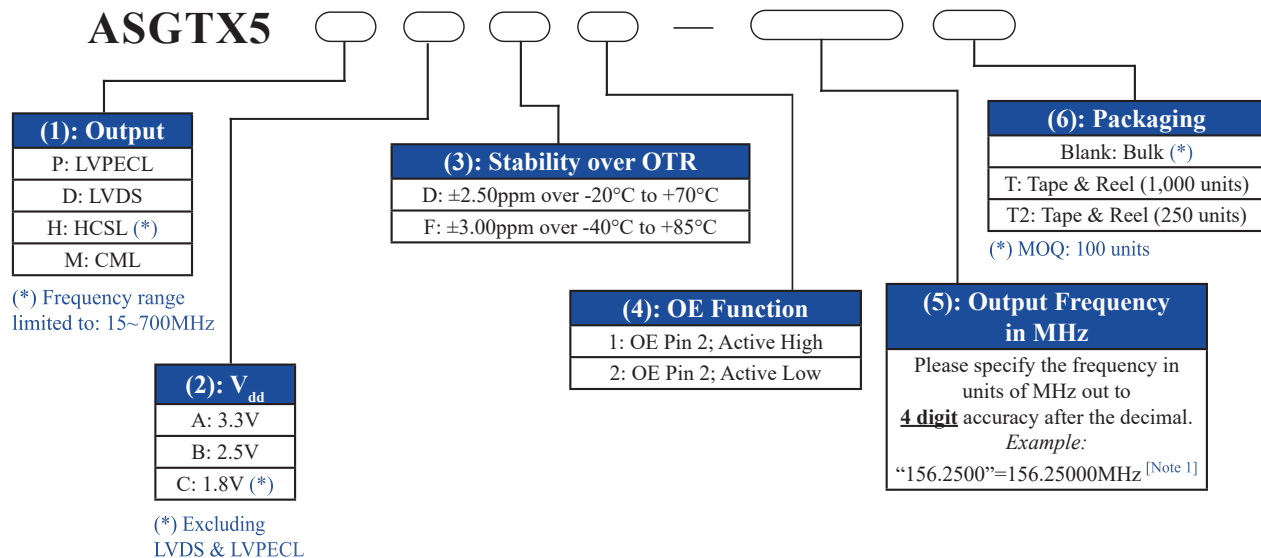 ASGTX5 —
(1): Output
P: LVPECL
D: LVDS
H: HCSL (*)
M: CML
(*) Frequency range
limited to: 15~700MHz
(2): Vdd
A: 3.3V
B: 2.5V
C: 1.8V (*)
(*) Excluding
LVDS & LVPECL
(3): Stability over OTR
D: ±2.50ppm over -20°C to +70°C
F: ±3.00ppm over -40°C to +85°C
(4): OE Function
1: OE Pin 2; Active High
2: OE Pin 2; Active Low
(5): Output Frequency
in MHz
Please specify the frequency in
units of MHz out to
4 digit accuracy after the decimal.
Example:
“156.2500”=156.25000MHz [Note 1]
(6): Packaging
Blank: Bulk (*)
T: Tape & Reel (1,000 units)
T2: Tape & Reel (250 units)
(*) MOQ: 100 units